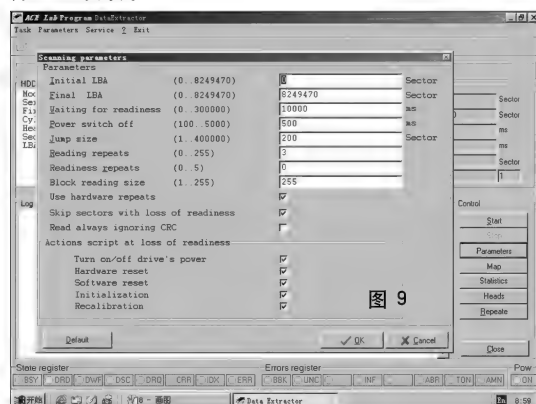 ACE Lab Program DataExtractor
Task Parameters Service ? Exit
Scanning parameters
Parameters
Initial LBA (0..8249470) 0 Sector
Final LBA (0..8249470) 8249470 Sector
Waiting for readiness (0..300000) 10000 ms
Power switch off (100..5000) 500 ms
Jump size (1..400000) 200 Sector
Reading repeats (0..255) 3
Readiness repeats (0..5) 0
Block reading size (1..255) 255
Use hardware repeats
Skip sectors with loss of readiness
Read always ignoring CRC
Actions script at loss of readiness
Turn on/off drive's power
Hardware reset
Software reset
Initialization
Recalibration
图 9
Default
OK
Cancel
HDD
Log
Sector
Sector
ms
ms
Sector
1
Control
Start
Stop
Parameters
Map
Statistics
Heads
Repeate
Close
State register
Errors register
Pow
BSY DRD DWF DSC DRQ CRR IDX ERR BBK UNC INF ABR TON AMN ON
开始
Data Extractor
En 8:59